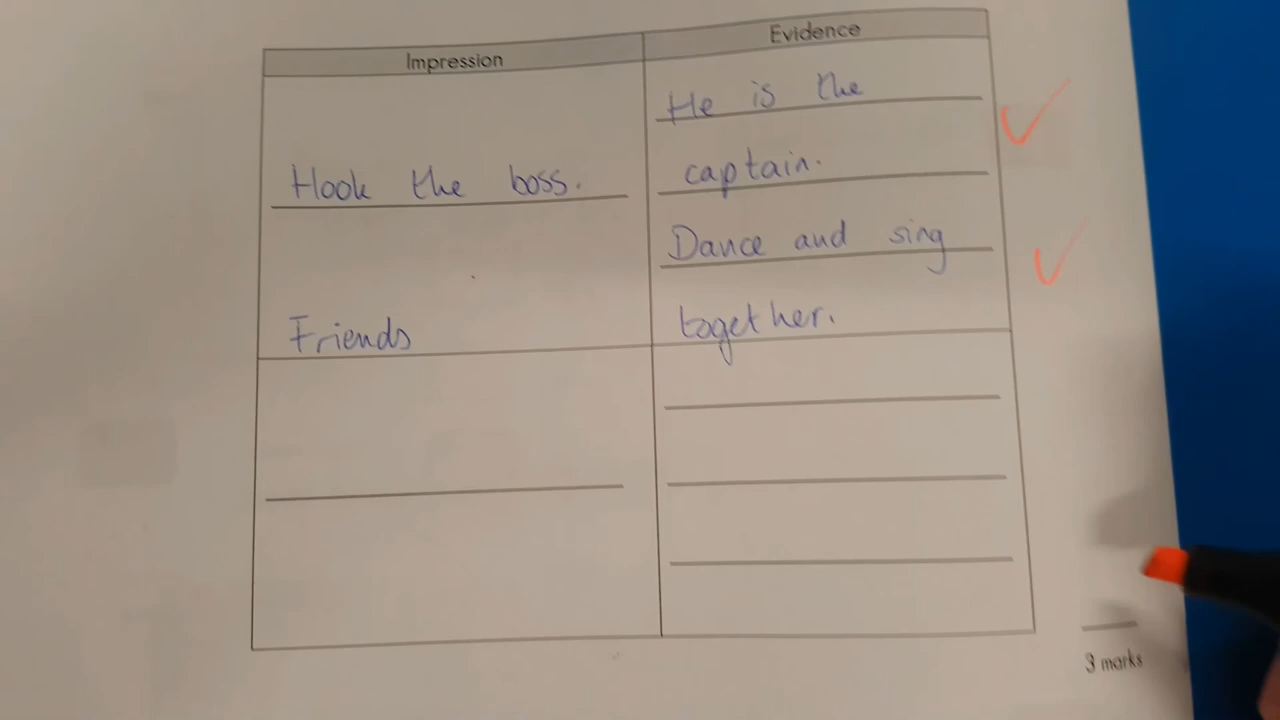 Impression
Evidence
He is the
captain.
Hook the boss.
Dance and sing
together.
Friends
3 marks